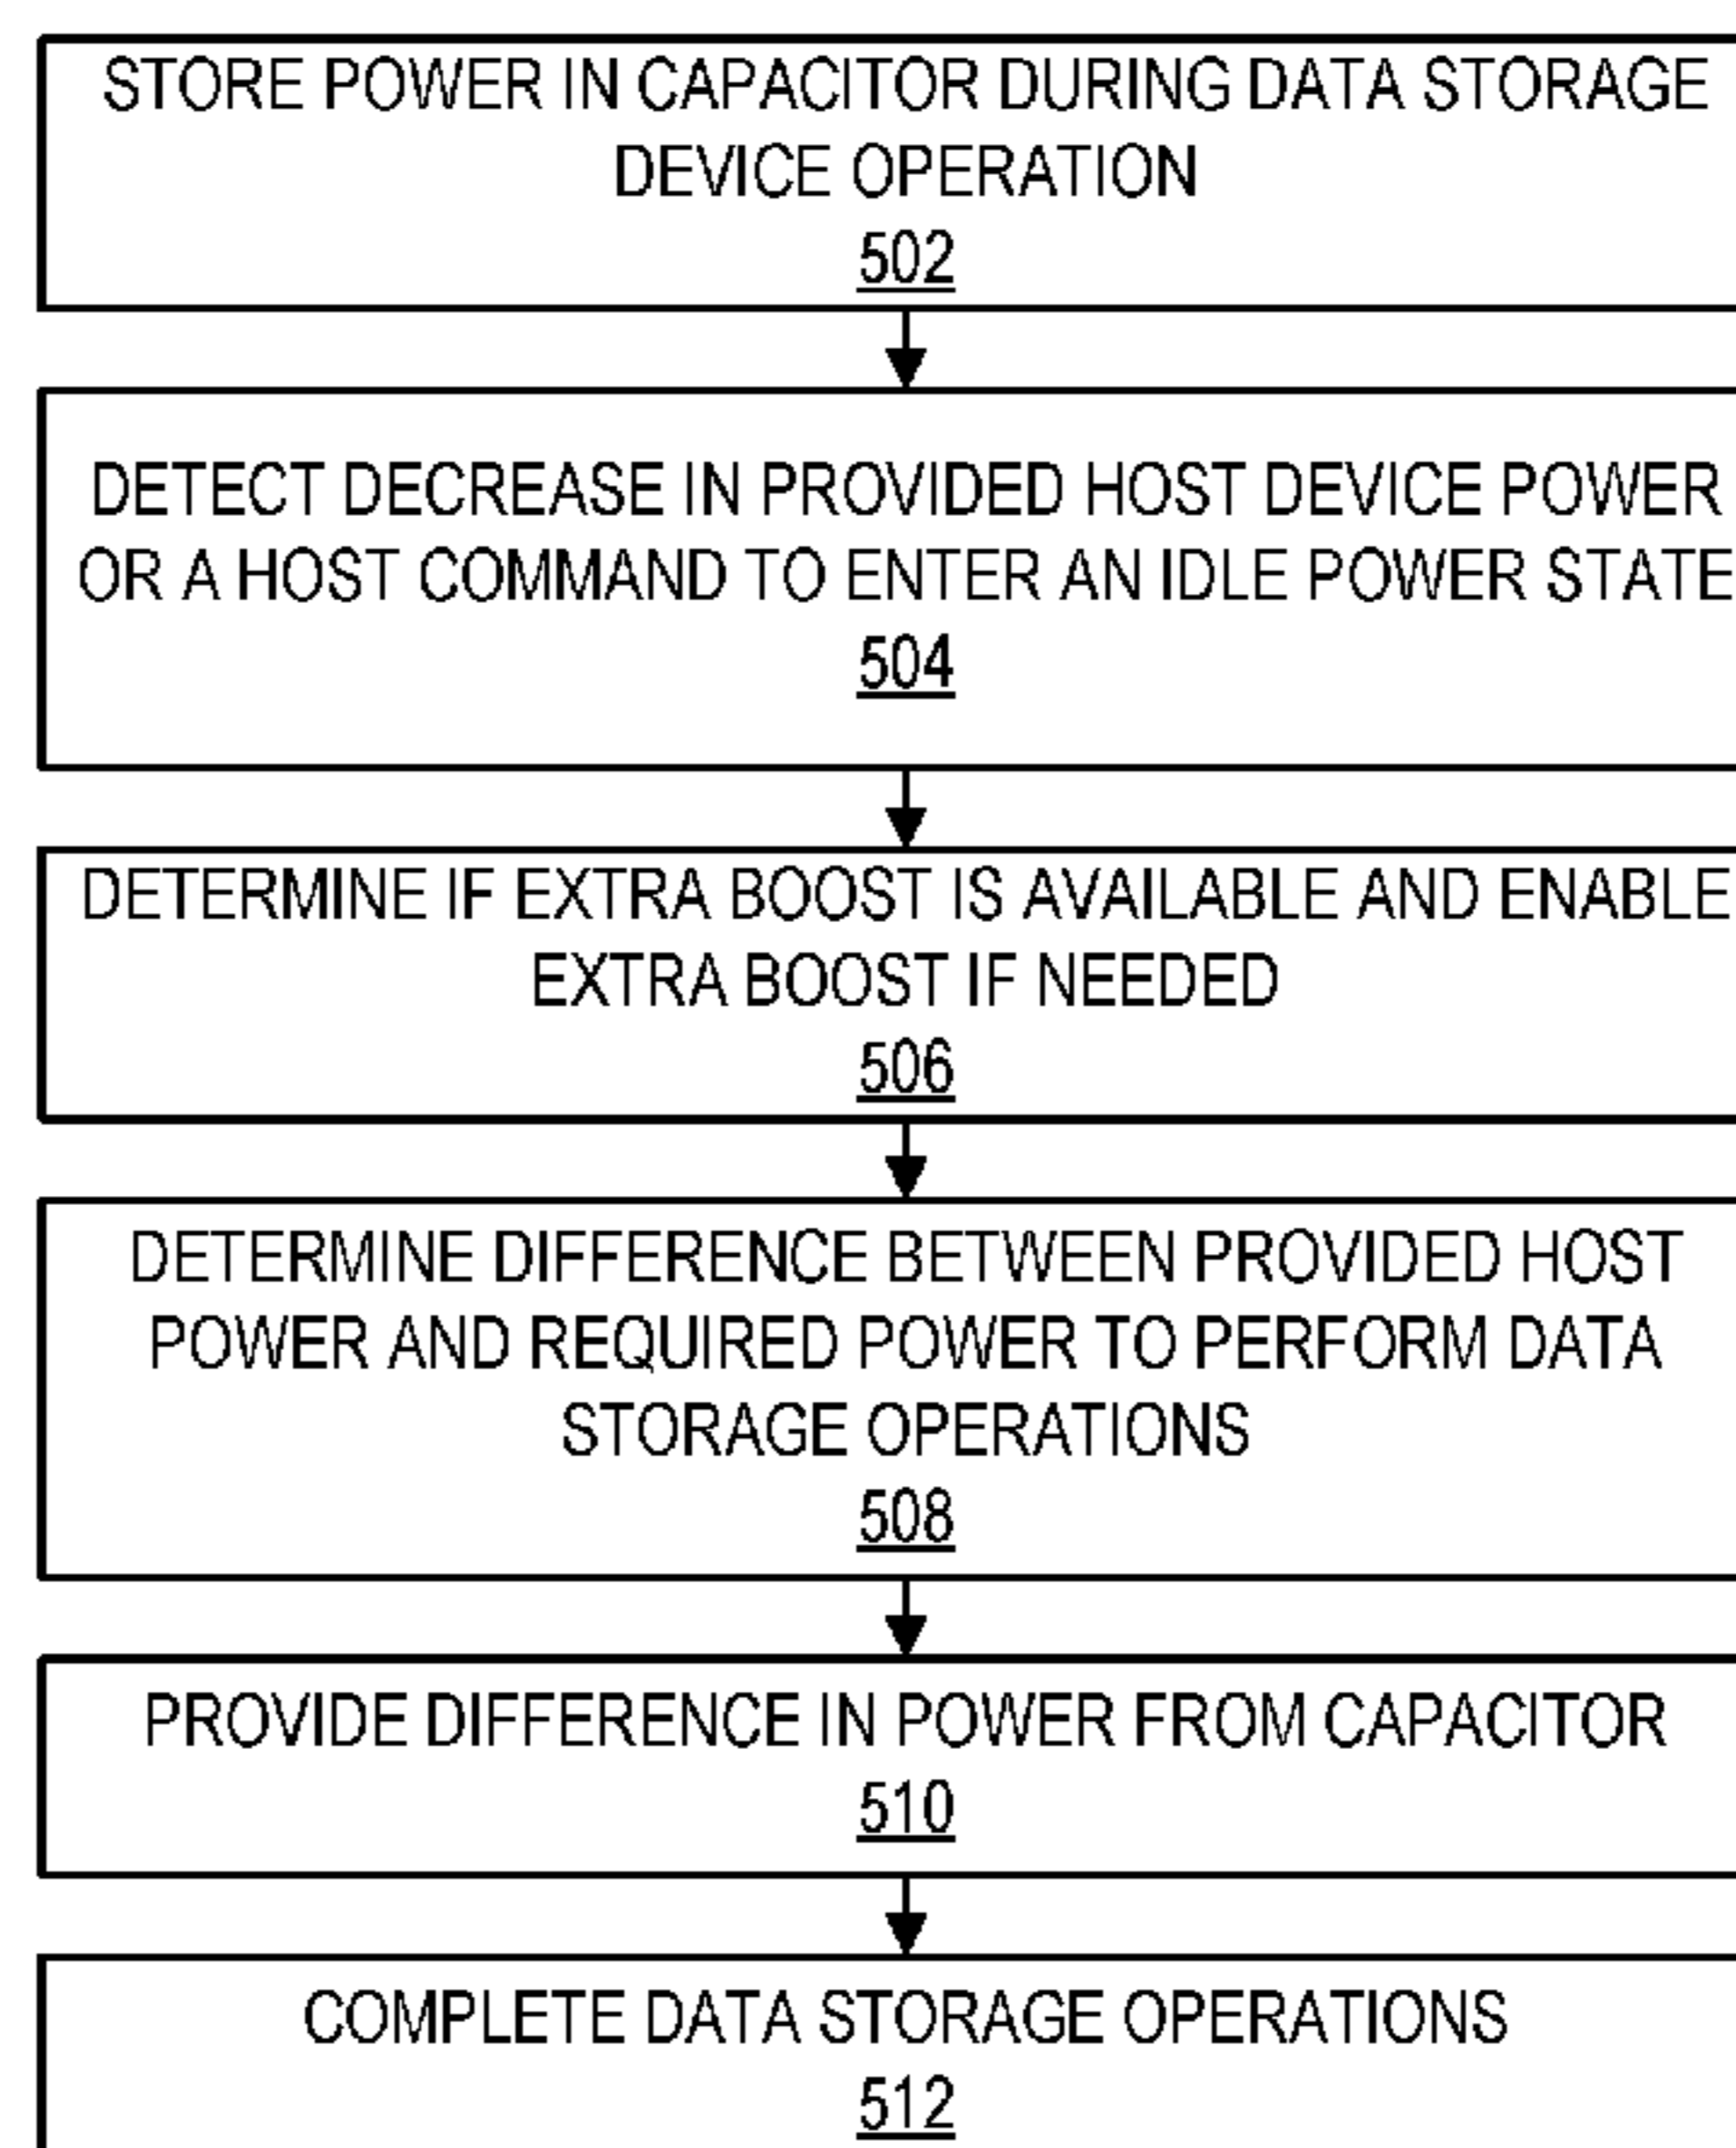 STORE POWER IN CAPACITOR DURING DATA STORAGE
DEVICE OPERATION
502
DETECT DECREASE IN PROVIDED HOST DEVICE POWER
OR A HOST COMMAND TO ENTER AN IDLE POWER STATE
504
DETERMINE IF EXTRA BOOST IS AVAILABLE AND ENABLE
EXTRA BOOST IF NEEDED
506
DETERMINE DIFFERENCE BETWEEN PROVIDED HOST
POWER AND REQUIRED POWER TO PERFORM DATA
STORAGE OPERATIONS
508
PROVIDE DIFFERENCE IN POWER FROM CAPACITOR
510
COMPLETE DATA STORAGE OPERATIONS
512